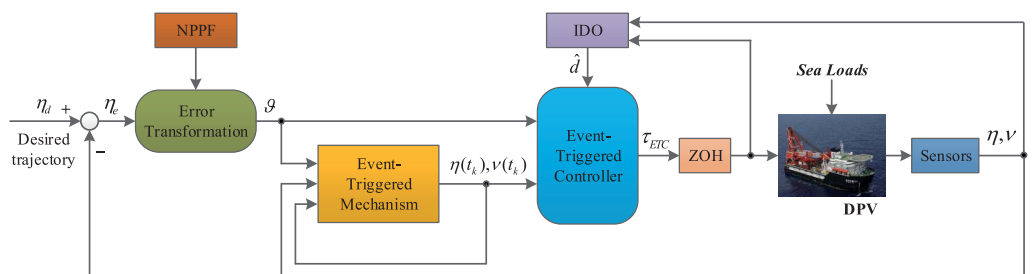 NPPF
IDO
η_d
+
η_e
−
Desired
trajectory
Error
Transformation
ϑ
d̂
Event-
Triggered
Mechanism
η(t_k),ν(t_k)
Event-
Triggered
Controller
τ_ETC
ZOH
Sea Loads
DPV
Sensors
η,ν